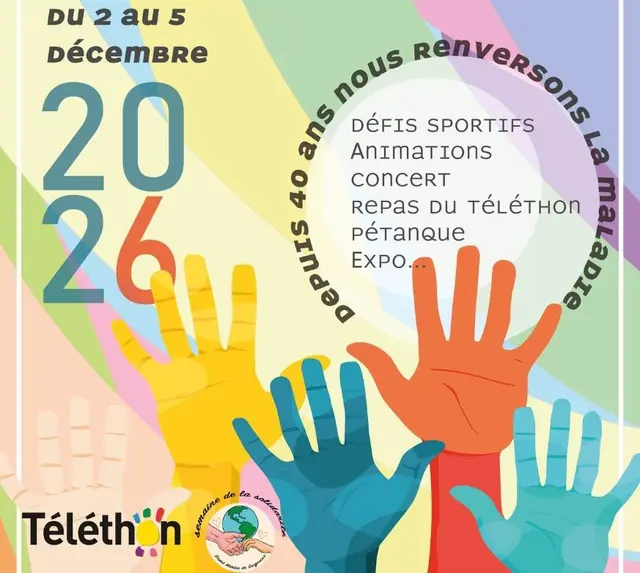 DU 2 AU 5
DÉCEMBRE
20
26
DEPUIS 40 ANS NOUS RENVERSONS LA MALADIE
DÉFIS SPORTIFS
ANIMATIONS
CONCERT
REPAS DU TÉLÉTHON
PÉTANQUE
EXPO...
Téléthon
semaine de la solidarité